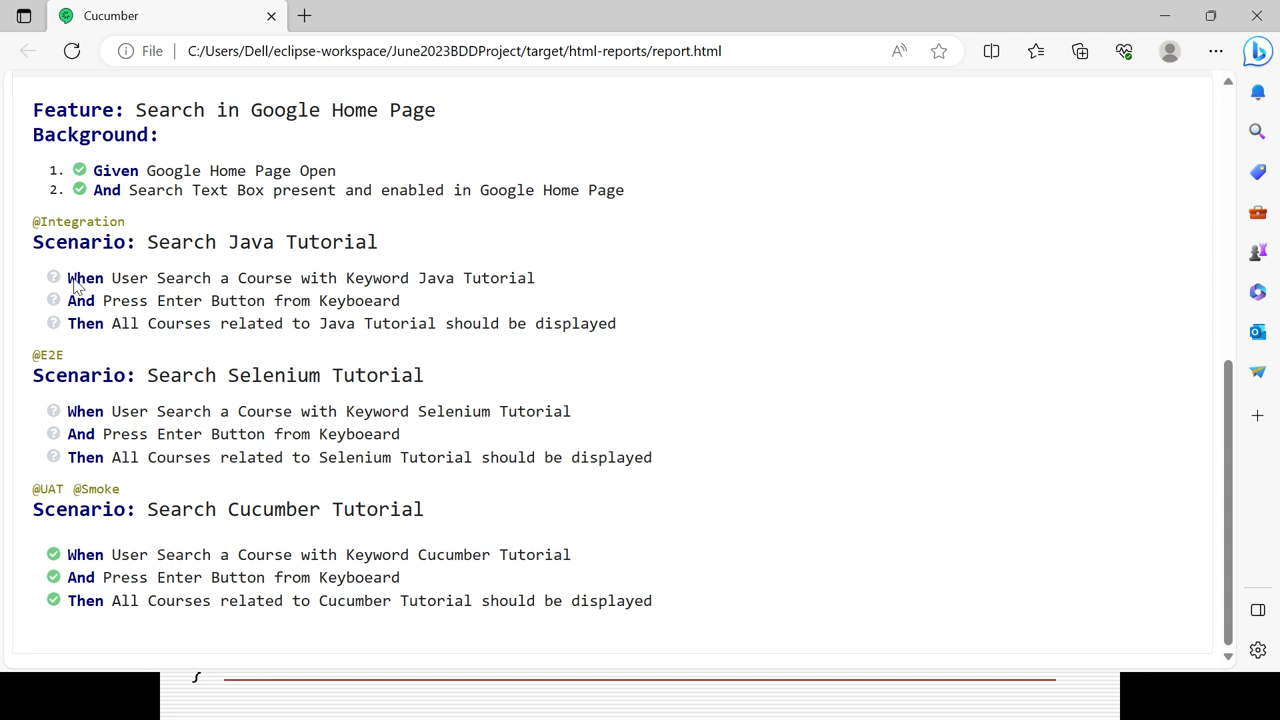 Cucumber
File
C:/Users/Dell/eclipse-workspace/June2023BDDProject/target/html-reports/report.html
Feature: Search in Google Home Page
Background:
1. Given Google Home Page Open
2. And Search Text Box present and enabled in Google Home Page
@Integration
Scenario: Search Java Tutorial
? When User Search a Course with Keyword Java Tutorial
? And Press Enter Button from Keyboeard
? Then All Courses related to Java Tutorial should be displayed
@E2E
Scenario: Search Selenium Tutorial
? When User Search a Course with Keyword Selenium Tutorial
? And Press Enter Button from Keyboeard
? Then All Courses related to Selenium Tutorial should be displayed
@UAT @Smoke
Scenario: Search Cucumber Tutorial
When User Search a Course with Keyword Cucumber Tutorial
And Press Enter Button from Keyboeard
Then All Courses related to Cucumber Tutorial should be displayed
}